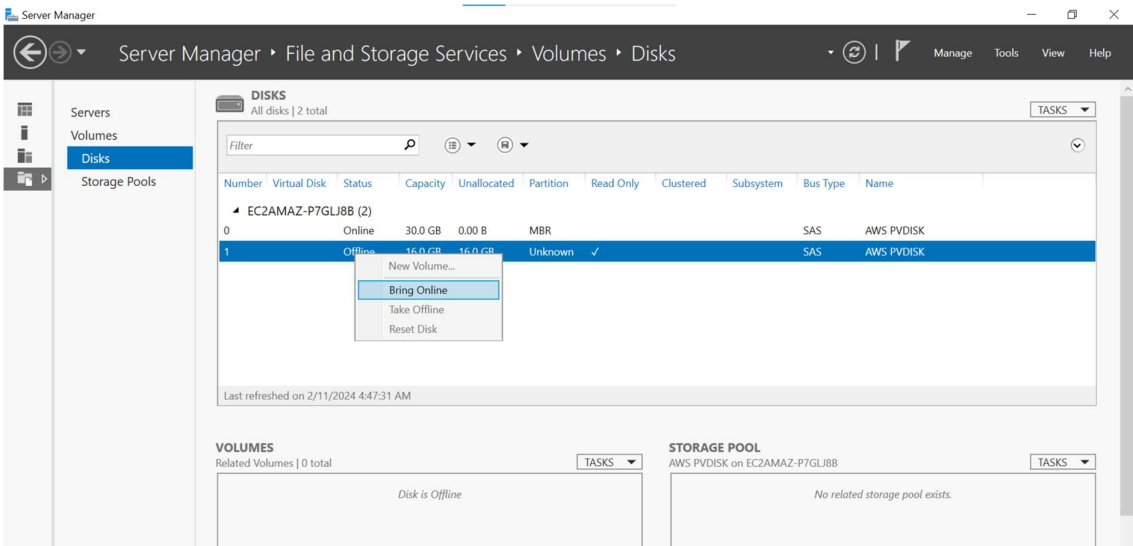 Server Manager
Server Manager ‣ File and Storage Services ‣ Volumes ‣ Disks
Manage Tools View Help
Servers
Volumes
Disks
Storage Pools
DISKS
All disks | 2 total
TASKS
Filter
Number Virtual Disk Status Capacity Unallocated Partition Read Only Clustered Subsystem Bus Type Name
EC2AMAZ-P7GLJ8B (2)
0 Online 30.0 GB 0.00 B MBR SAS AWS PVDISK
1 Offline 16.0 GB 16.0 GB Unknown ✓ SAS AWS PVDISK
New Volume...
Bring Online
Take Offline
Reset Disk
Last refreshed on 2/11/2024 4:47:31 AM
VOLUMES
Related Volumes | 0 total
TASKS
Disk is Offline
STORAGE POOL
AWS PVDISK on EC2AMAZ-P7GLJ8B
TASKS
No related storage pool exists.